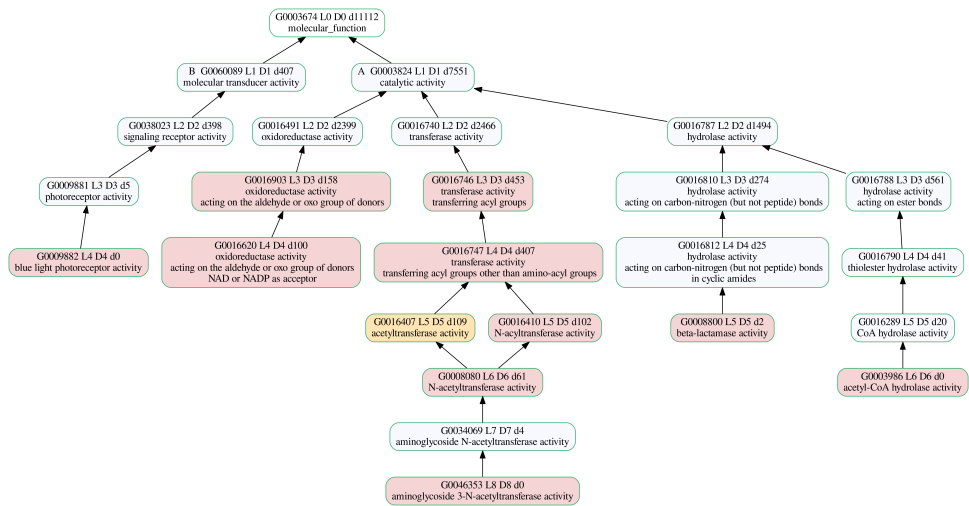 G0003674 L0 D0 d11112
molecular_function
B G0060089 L1 D1 d407
molecular transducer activity
A G0003824 L1 D1 d7551
catalytic activity
G0038023 L2 D2 d398
signaling receptor activity
G0016491 L2 D2 d2399
oxidoreductase activity
G0016740 L2 D2 d2466
transferase activity
G0016787 L2 D2 d1494
hydrolase activity
G0009881 L3 D3 d5
photoreceptor activity
G0016903 L3 D3 d158
oxidoreductase activity
acting on the aldehyde or oxo group of donors
G0016746 L3 D3 d453
transferase activity
transferring acyl groups
G0016810 L3 D3 d274
hydrolase activity
acting on carbon-nitrogen (but not peptide) bonds
G0016788 L3 D3 d561
hydrolase activity
acting on ester bonds
G0009882 L4 D4 d0
blue light photoreceptor activity
G0016620 L4 D4 d100
oxidoreductase activity
acting on the aldehyde or oxo group of donors
NAD or NADP as acceptor
G0016747 L4 D4 d407
transferase activity
transferring acyl groups other than amino-acyl groups
G0016812 L4 D4 d25
hydrolase activity
acting on carbon-nitrogen (but not peptide) bonds
in cyclic amides
G0016790 L4 D4 d41
thiolester hydrolase activity
G0016407 L5 D5 d109
acetyltransferase activity
G0016410 L5 D5 d102
N-acyltransferase activity
G0008800 L5 D5 d2
beta-lactamase activity
G0016289 L5 D5 d20
CoA hydrolase activity
G0008080 L6 D6 d61
N-acetyltransferase activity
G0003986 L6 D6 d0
acetyl-CoA hydrolase activity
G0034069 L7 D7 d4
aminoglycoside N-acetyltransferase activity
G0046353 L8 D8 d0
aminoglycoside 3-N-acetyltransferase activity